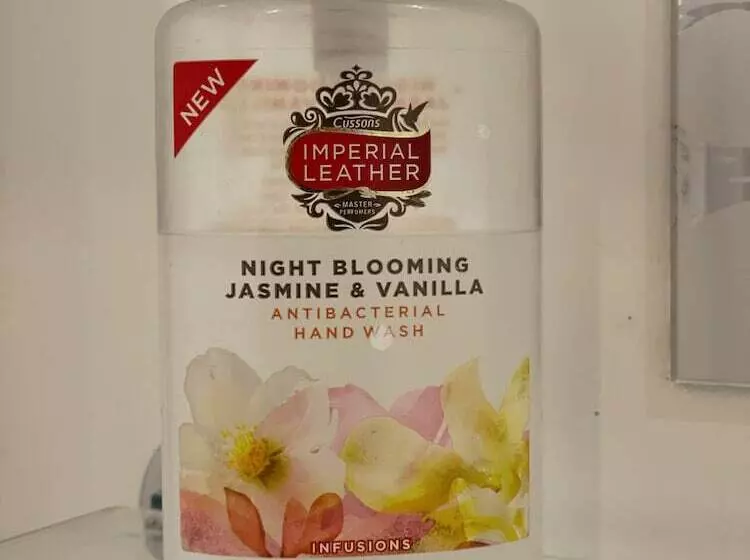 NEW
Cussons
IMPERIAL
LEATHER
MASTER
PERFUMERS
NIGHT BLOOMING
JASMINE & VANILLA
ANTIBACTERIAL
HAND WASH
INFUSIONS